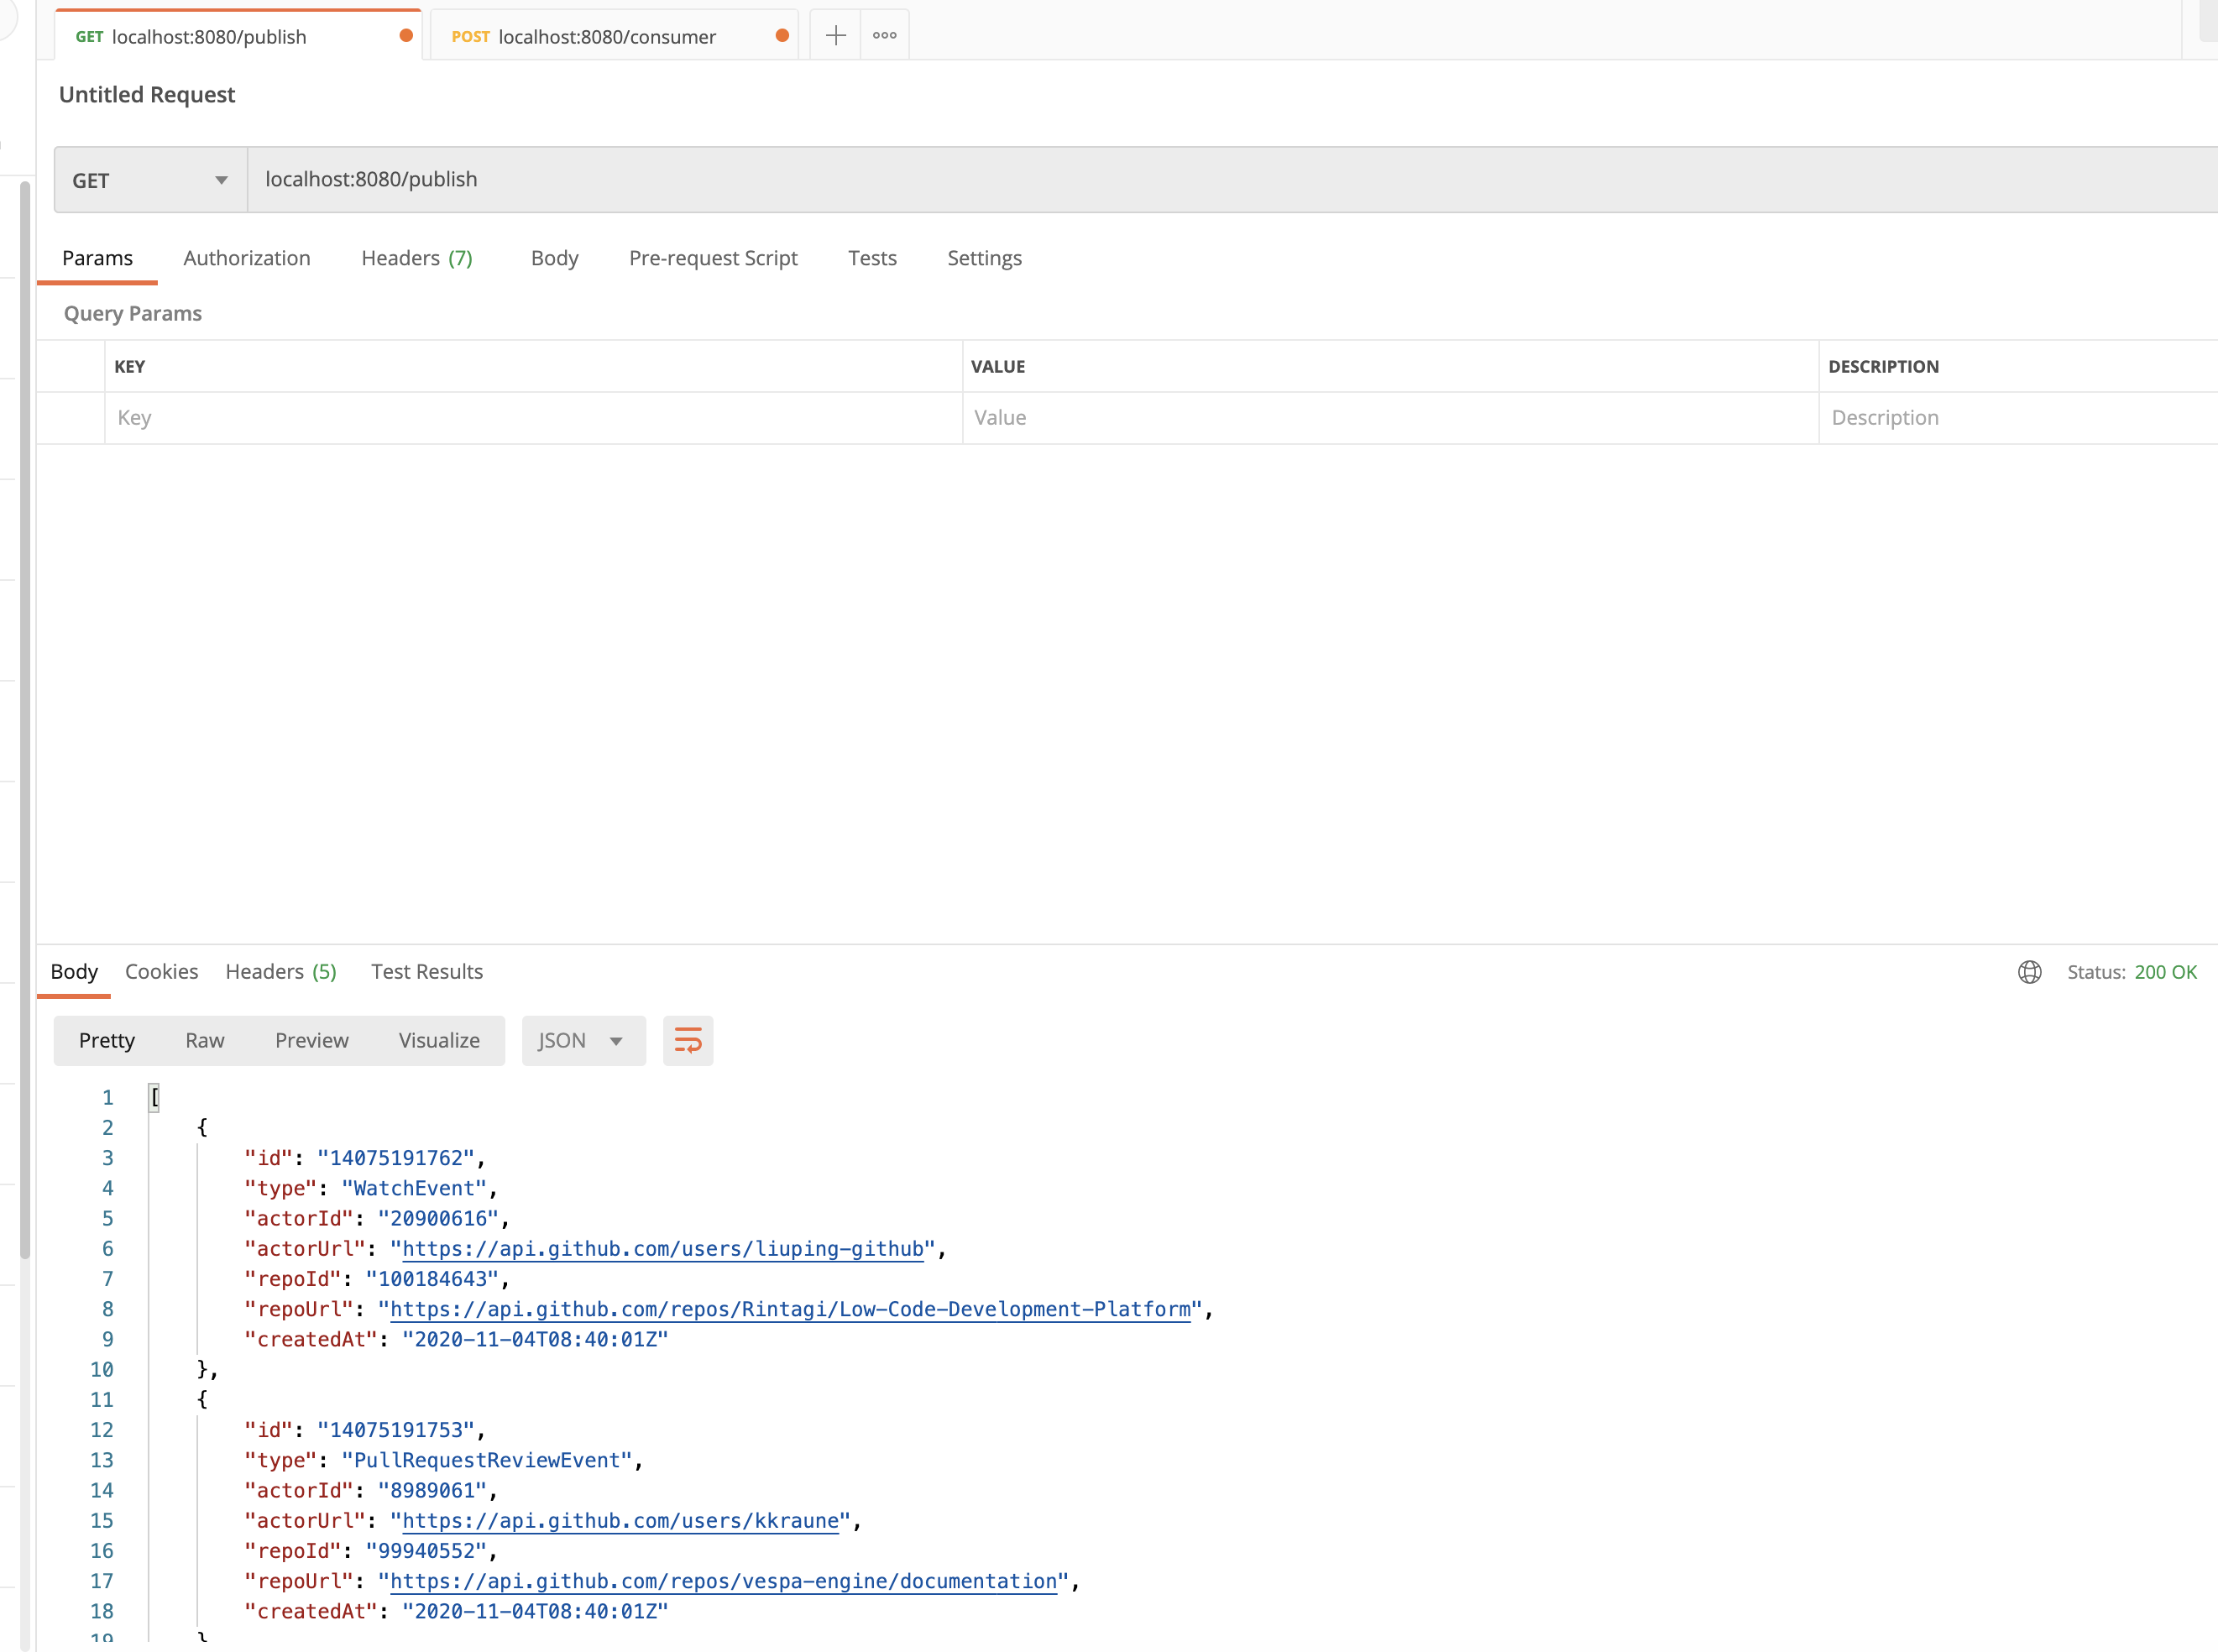 GET localhost:8080/publish
POST localhost:8080/consumer
Untitled Request
GET localhost:8080/publish
Params Authorization Headers (7) Body Pre-request Script Tests Settings
Query Params
KEY VALUE DESCRIPTION
Key Value Description
Body Cookies Headers (5) Test Results Status: 200 OK
Pretty Raw Preview Visualize JSON
1 [
2 {
3 "id": "14075191762",
4 "type": "WatchEvent",
5 "actorId": "20900616",
6 "actorUrl": "https://api.github.com/users/liuping-github",
7 "repoId": "100184643",
8 "repoUrl": "https://api.github.com/repos/Rintagi/Low-Code-Development-Platform",
9 "createdAt": "2020-11-04T08:40:01Z"
10 },
11 {
12 "id": "14075191753",
13 "type": "PullRequestReviewEvent",
14 "actorId": "8989061",
15 "actorUrl": "https://api.github.com/users/kkraune",
16 "repoId": "99940552",
17 "repoUrl": "https://api.github.com/repos/vespa-engine/documentation",
18 "createdAt": "2020-11-04T08:40:01Z"
19 }